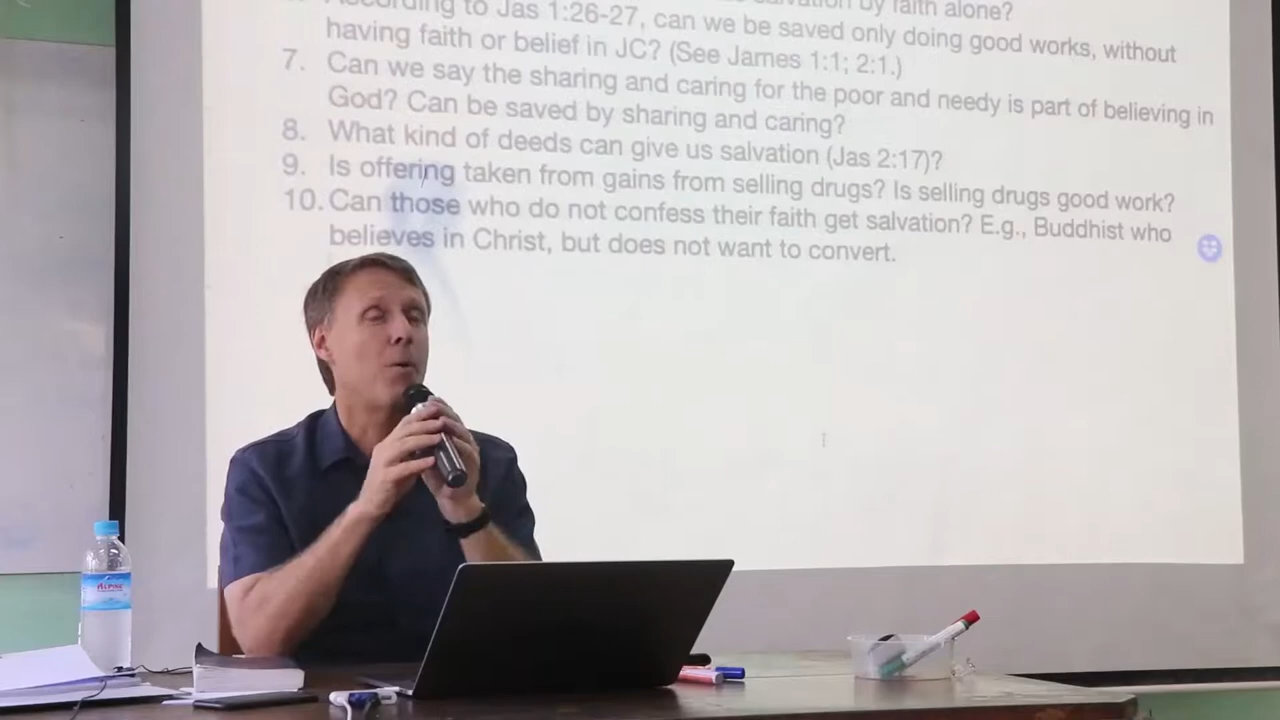 salvation by faith alone?
According to Jas 1:26-27, can we be saved only doing good works, without
having faith or belief in JC? (See James 1:1; 2:1.)
7. Can we say the sharing and caring for the poor and needy is part of believing in
God? Can be saved by sharing and caring?
8. What kind of deeds can give us salvation (Jas 2:17)?
9. Is offering taken from gains from selling drugs? Is selling drugs good work?
10. Can those who do not confess their faith get salvation? E.g., Buddhist who
believes in Christ, but does not want to convert.
ALPINE